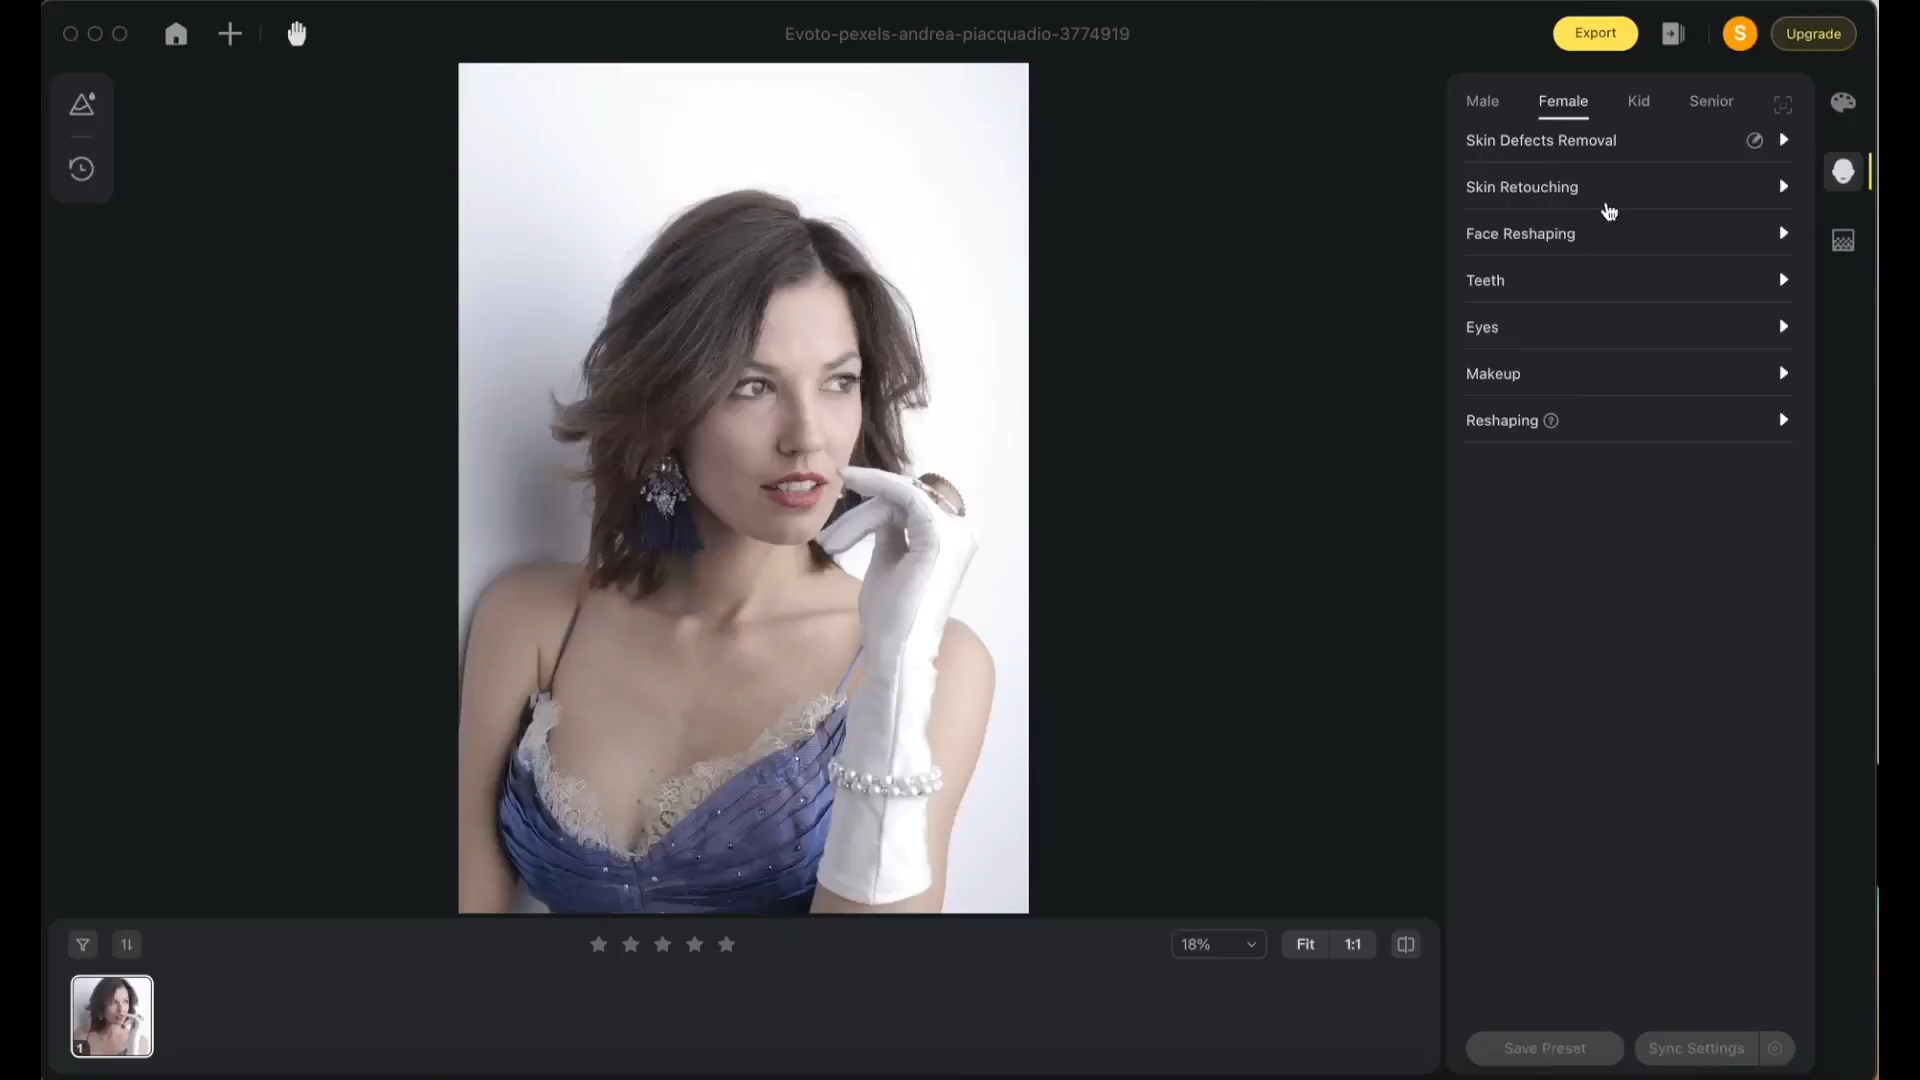 Evoto-pexels-andrea-piacquadio-3774919
Export
S
Upgrade
Male Female Kid Senior
Skin Defects Removal
Skin Retouching
Face Reshaping
Teeth
Eyes
Makeup
Reshaping ?
18% Fit 1:1
1
Save Preset Sync Settings